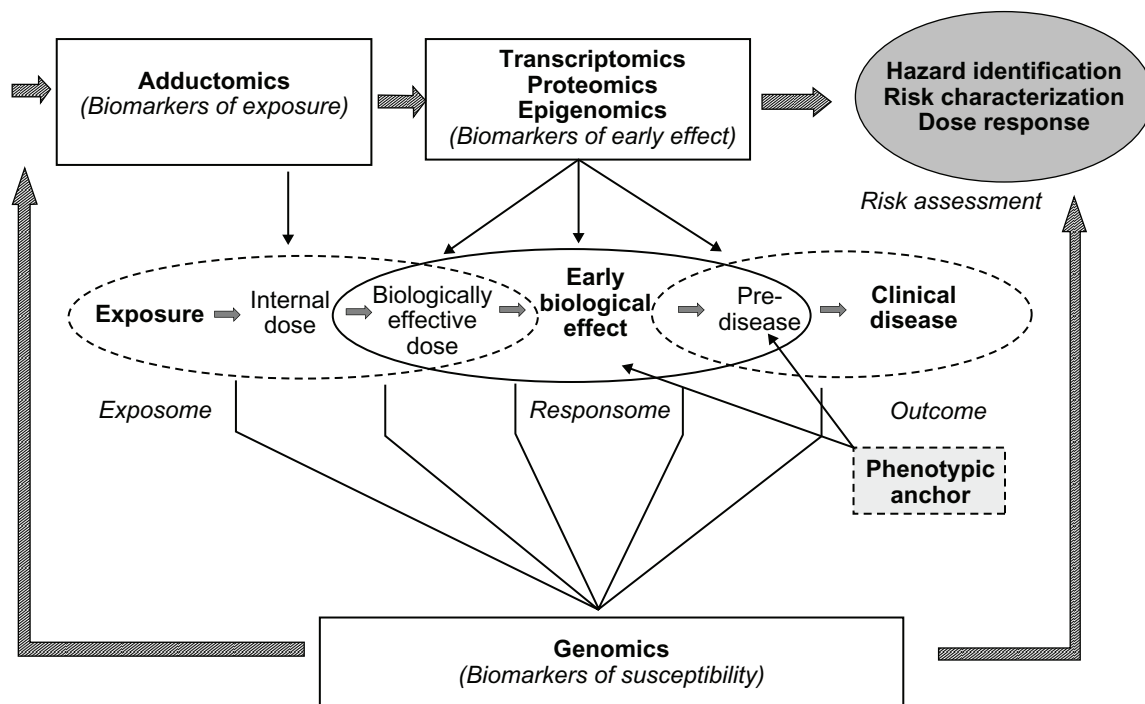 Adductomics
(Biomarkers of exposure)
Transcriptomics
Proteomics
Epigenomics
(Biomarkers of early effect)
Hazard identification
Risk characterization
Dose response
Risk assessment
Exposure
Internal
dose
Biologically
effective
dose
Early
biological
effect
Pre-
disease
Clinical
disease
Exposome
Responsome
Outcome
Phenotypic
anchor
Genomics
(Biomarkers of susceptibility)